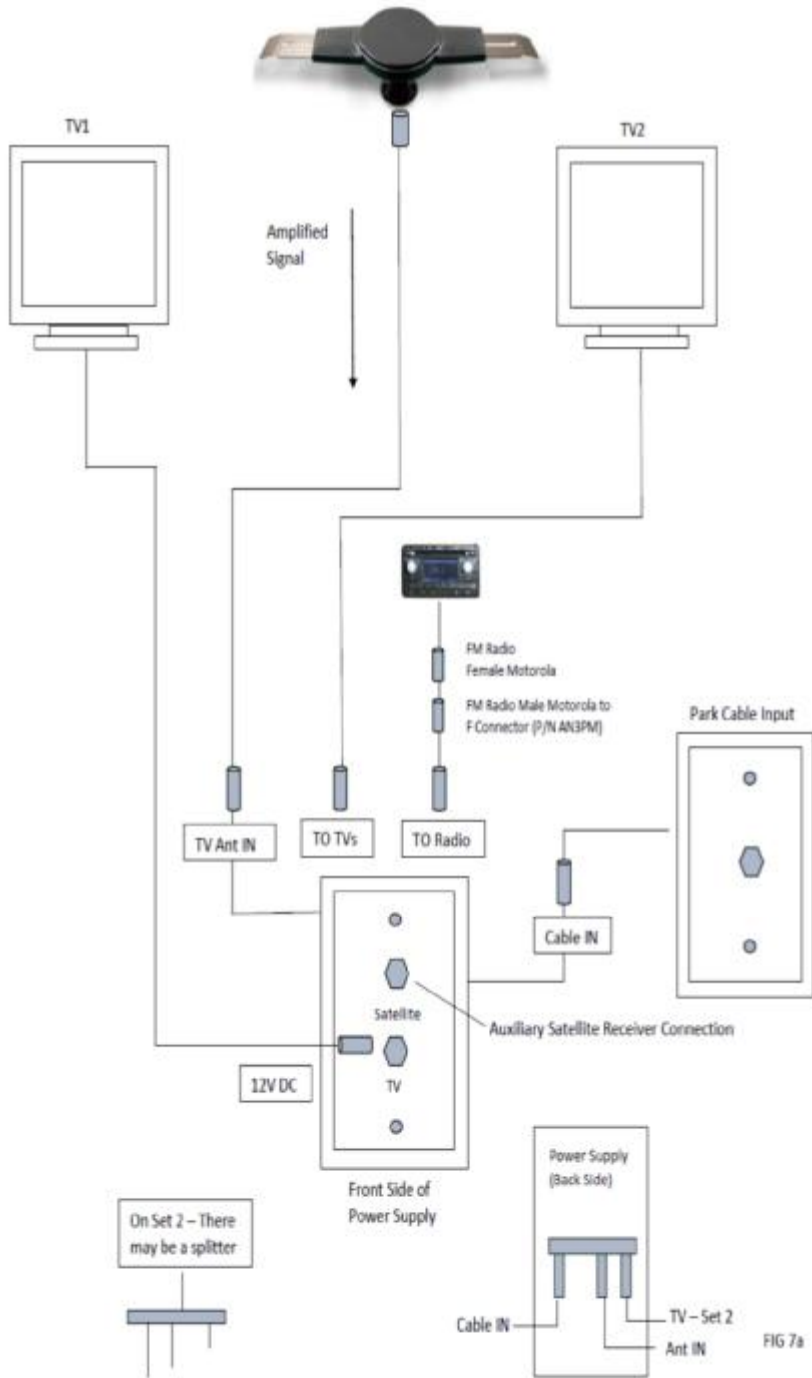 TV1
TV2
Amplified
Signal
FM Radio
Female Motorola
FM Radio Male Motorola to
F Connector (P/N AN3PM)
Park Cable Input
TV Ant IN
TO TVs
TO Radio
Cable IN
Satellite
Auxiliary Satellite Receiver Connection
12V DC
TV
Front Side of
Power Supply
On Set 2 – There
may be a splitter
Power Supply
(Back Side)
Cable IN
TV – Set 2
Ant IN
FIG 7a